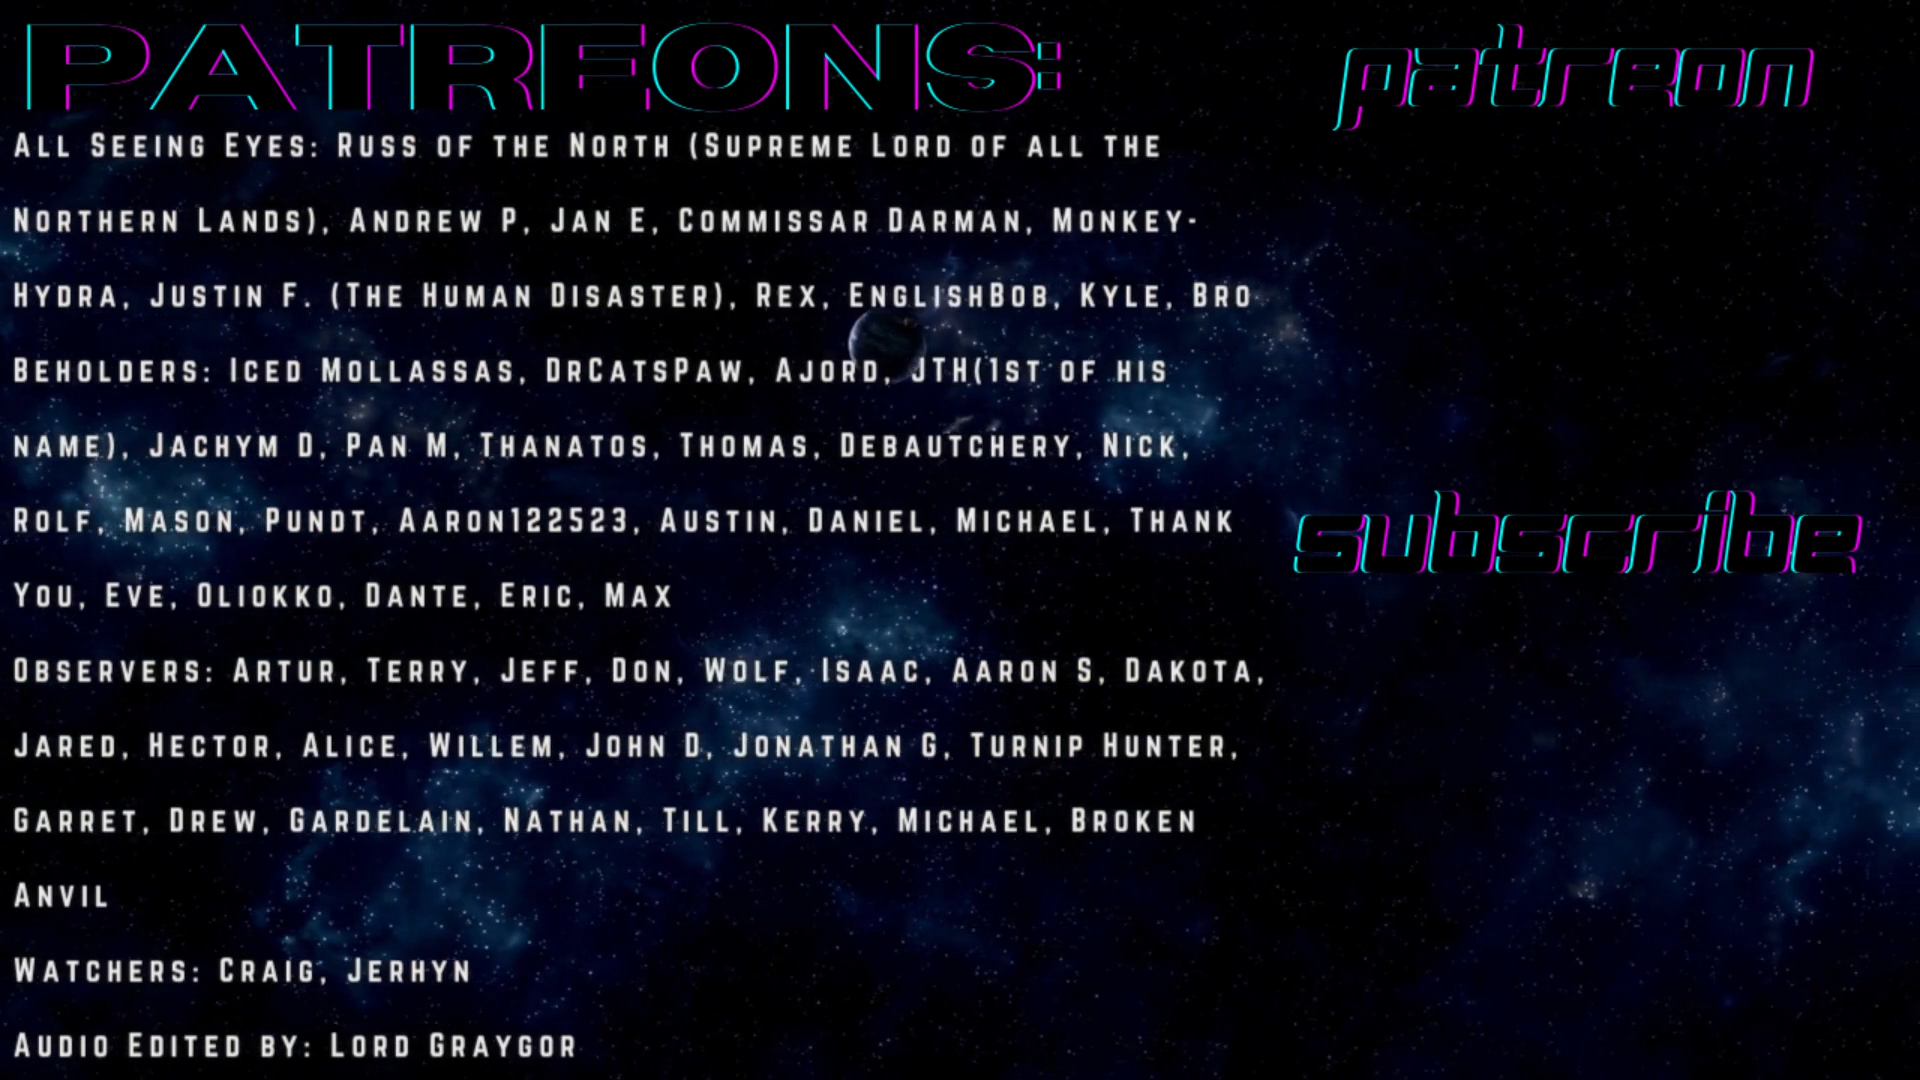 PATREONS:
patreon
All Seeing Eyes: Russ of the North (Supreme Lord of all the
Northern Lands), Andrew P, Jan E, Commissar Darman, Monkey-
Hydra, Justin F. (The Human Disaster), Rex, EnglishBob, Kyle, Bro
Beholders: Iced Mollassas, DrCatsPaw, Ajord, JTH(1st of his
name), Jachym D, Pan M, Thanatos, Thomas, Debautchery, Nick,
Rolf, Mason, Pundt, Aaron122523, Austin, Daniel, Michael, Thank
You, Eve, Oliokko, Dante, Eric, Max
subscribe
Observers: Artur, Terry, Jeff, Don, Wolf, Isaac, Aaron S, Dakota,
Jared, Hector, Alice, Willem, John D, Jonathan G, Turnip Hunter,
Garret, Drew, Gardelain, Nathan, Till, Kerry, Michael, Broken
Anvil
Watchers: Craig, Jerhyn
Audio Edited by: Lord Graygor